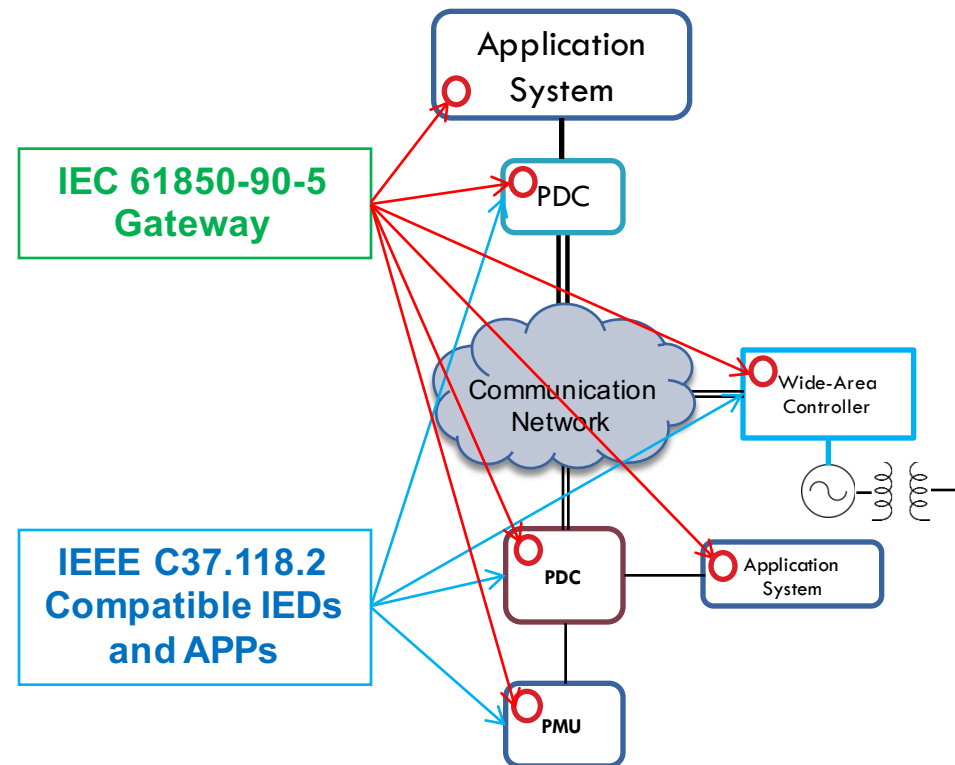 Application
System
IEC 61850-90-5
Gateway
PDC
Communication
Network
Wide-Area
Controller
IEEE C37.118.2
Compatible IEDs
and APPs
PDC
Application
System
PMU